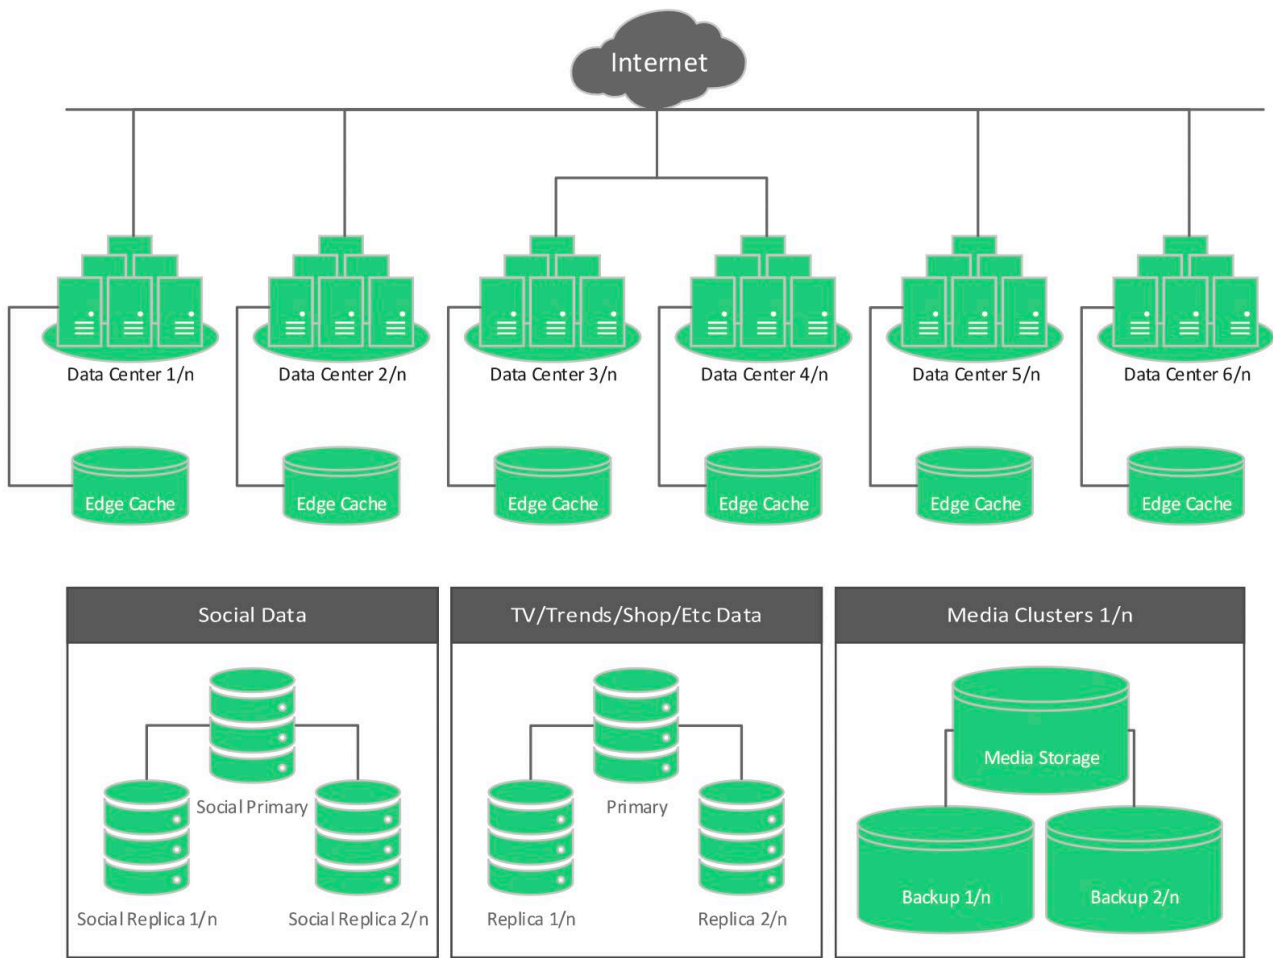 Internet
Data Center 1/n
Data Center 2/n
Data Center 3/n
Data Center 4/n
Data Center 5/n
Data Center 6/n
Edge Cache
Edge Cache
Edge Cache
Edge Cache
Edge Cache
Edge Cache
Social Data
Social Primary
Social Replica 1/n
Social Replica 2/n
TV/Trends/Shop/Etc Data
Primary
Replica 1/n
Replica 2/n
Media Clusters 1/n
Media Storage
Backup 1/n
Backup 2/n